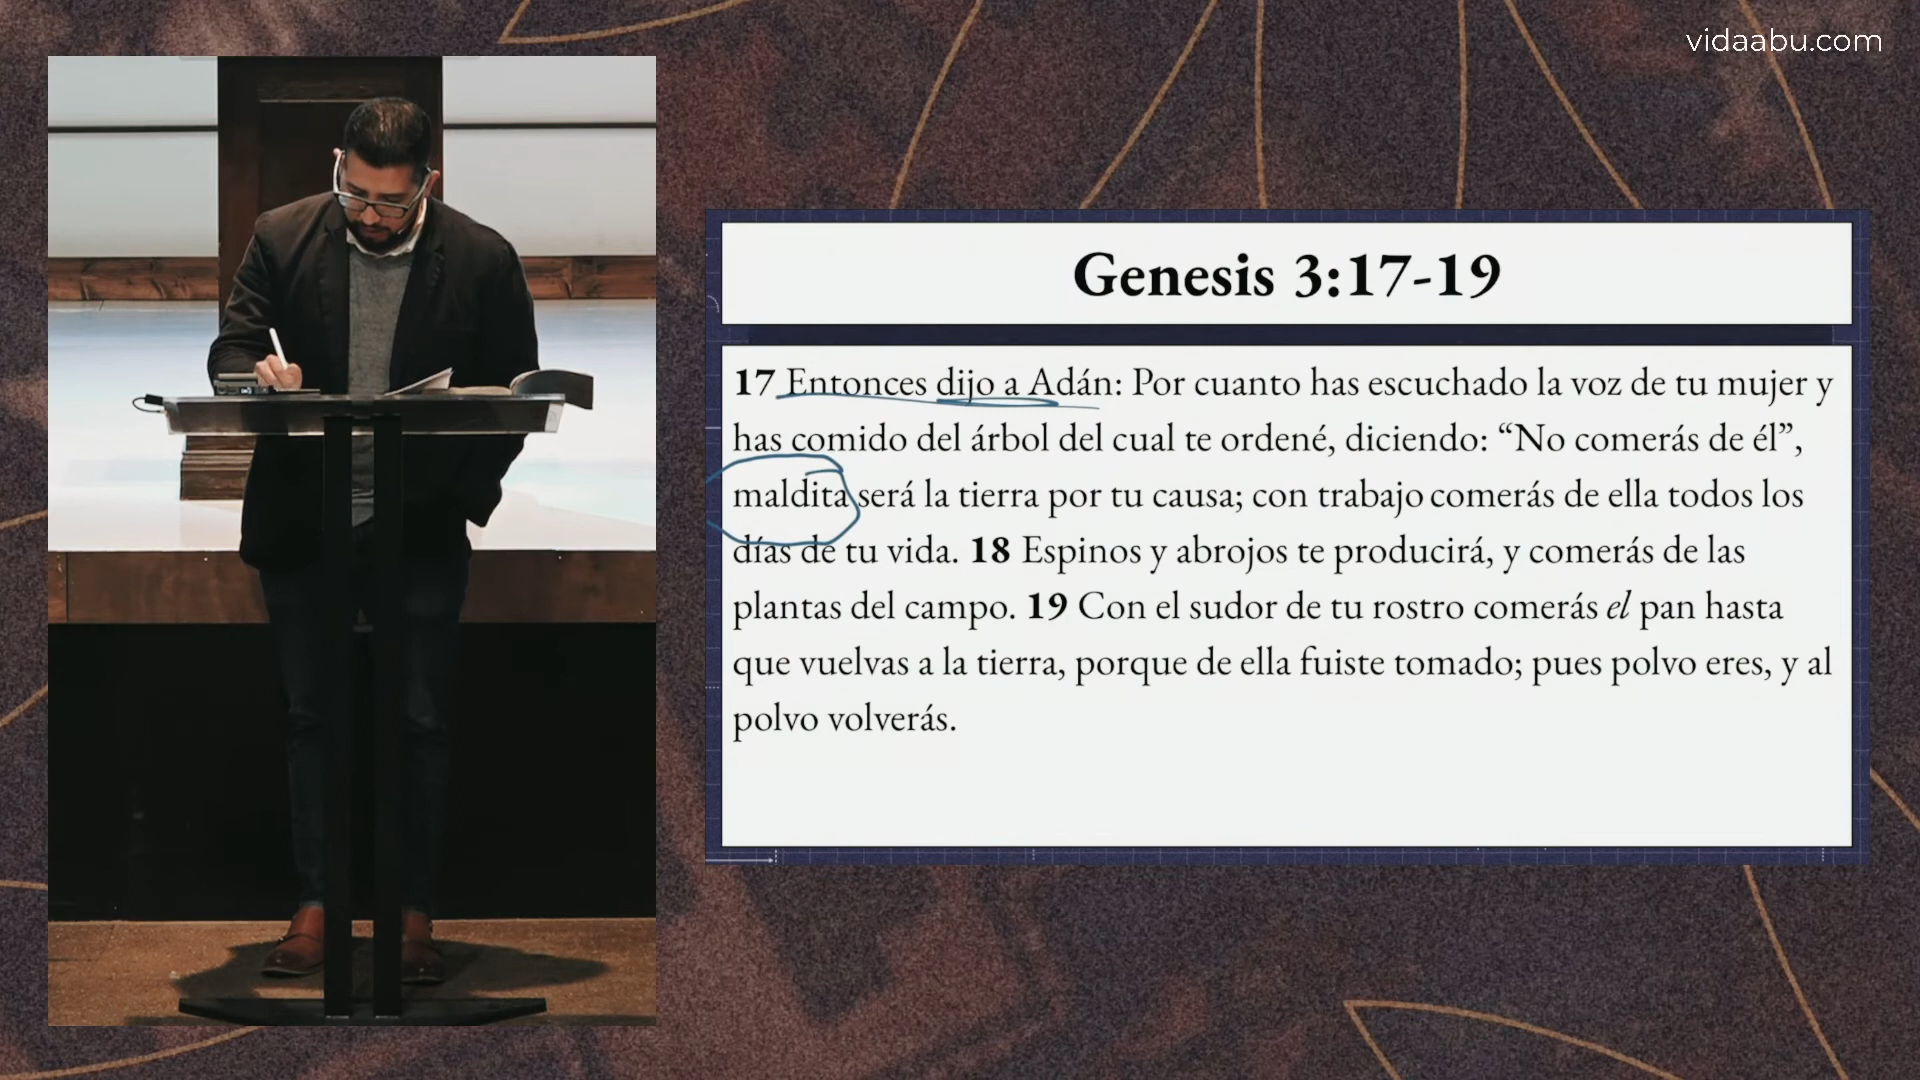 vidaabu.com
Genesis 3:17-19
17 Entonces dijo a Adán: Por cuanto has escuchado la voz de tu mujer y
has comido del árbol del cual te ordené, diciendo: “No comerás de él”,
maldita será la tierra por tu causa; con trabajo comerás de ella todos los
días de tu vida. 18 Espinos y abrojos te producirá, y comerás de las
plantas del campo. 19 Con el sudor de tu rostro comerás el pan hasta
que vuelvas a la tierra, porque de ella fuiste tomado; pues polvo eres, y al
polvo volverás.